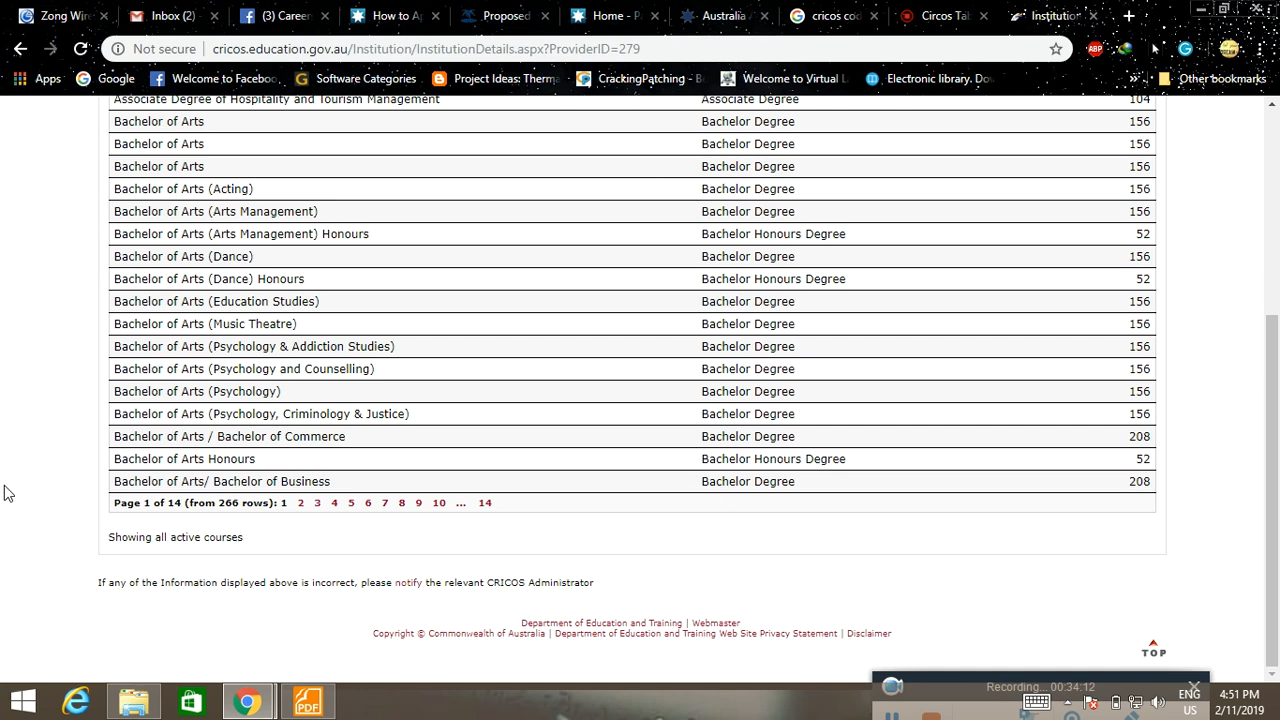 Zong Wire
Inbox (2)
(3) Career
How to Ap
Proposed
Home - P
Australia
cricos cod
Circos Tab
Institution
Not secure
cricos.education.gov.au/Institution/InstitutionDetails.aspx?ProviderID=279
ABP
Apps
Google
Welcome to Faceboo
Software Categories
Project Ideas: Therma
CrackingPatching - B
Welcome to Virtual L
Electronic library. Do
Other bookmarks
Associate Degree of Hospitality and Tourism Management Associate Degree 104
Bachelor of Arts Bachelor Degree 156
Bachelor of Arts Bachelor Degree 156
Bachelor of Arts Bachelor Degree 156
Bachelor of Arts (Acting) Bachelor Degree 156
Bachelor of Arts (Arts Management) Bachelor Degree 156
Bachelor of Arts (Arts Management) Honours Bachelor Honours Degree 52
Bachelor of Arts (Dance) Bachelor Degree 156
Bachelor of Arts (Dance) Honours Bachelor Honours Degree 52
Bachelor of Arts (Education Studies) Bachelor Degree 156
Bachelor of Arts (Music Theatre) Bachelor Degree 156
Bachelor of Arts (Psychology & Addiction Studies) Bachelor Degree 156
Bachelor of Arts (Psychology and Counselling) Bachelor Degree 156
Bachelor of Arts (Psychology) Bachelor Degree 156
Bachelor of Arts (Psychology, Criminology & Justice) Bachelor Degree 156
Bachelor of Arts / Bachelor of Commerce Bachelor Degree 208
Bachelor of Arts Honours Bachelor Honours Degree 52
Bachelor of Arts/ Bachelor of Business Bachelor Degree 208
Page 1 of 14 (from 266 rows): 1 2 3 4 5 6 7 8 9 10 ... 14
Showing all active courses
If any of the Information displayed above is incorrect, please notify the relevant CRICOS Administrator
Department of Education and Training | Webmaster
Copyright © Commonwealth of Australia | Department of Education and Training Web Site Privacy Statement | Disclaimer
TOP
Recording... 00:34:12
PDF
ENG
US
4:51 PM
2/11/2019